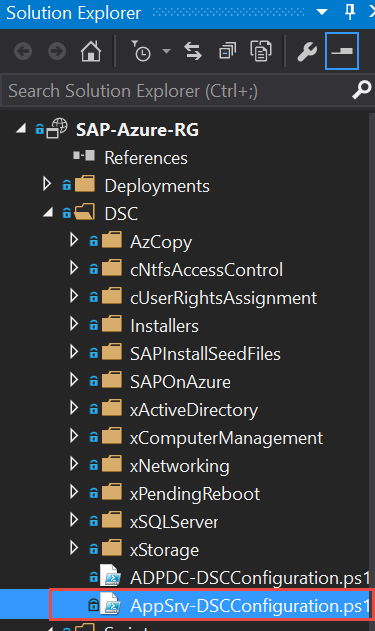 Solution Explorer
Search Solution Explorer (Ctrl+;)
SAP-Azure-RG
References
Deployments
DSC
AzCopy
cNtfsAccessControl
cUserRightsAssignment
Installers
SAPInstallSeedFiles
SAPOnAzure
xActiveDirectory
xComputerManagement
xNetworking
xPendingReboot
xSQLServer
xStorage
ADPDC-DSCConfiguration.ps1
AppSrv-DSCConfiguration.ps1